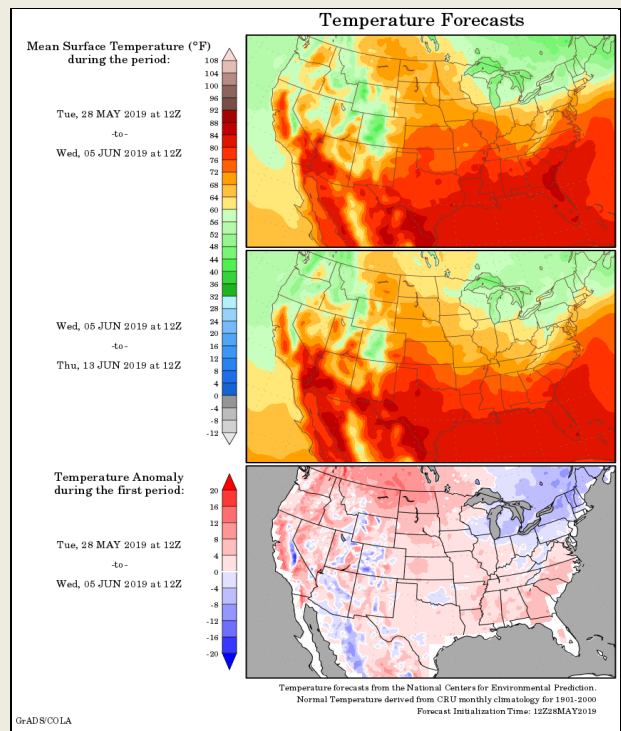 Temperature Forecasts
Mean Surface Temperature (°F)
during the period:
108
104
100
96
92
88
84
80
76
72
68
64
60
56
52
48
44
40
36
32
28
24
20
16
12
8
4
0
-4
-8
-12
Tue, 28 MAY 2019 at 12Z
-to-
Wed, 05 JUN 2019 at 12Z
Wed, 05 JUN 2019 at 12Z
-to-
Thu, 13 JUN 2019 at 12Z
Temperature Anomaly
during the first period:
20
16
12
8
4
0
-4
-8
-12
-16
-20
Tue, 28 MAY 2019 at 12Z
-to-
Wed, 05 JUN 2019 at 12Z
Temperature forecasts from the National Centers for Environmental Prediction.
Normal Temperature derived from CRU monthly climatology for 1901-2000
Forecast Initialization Time: 12Z28MAY2019
GrADS/COLA